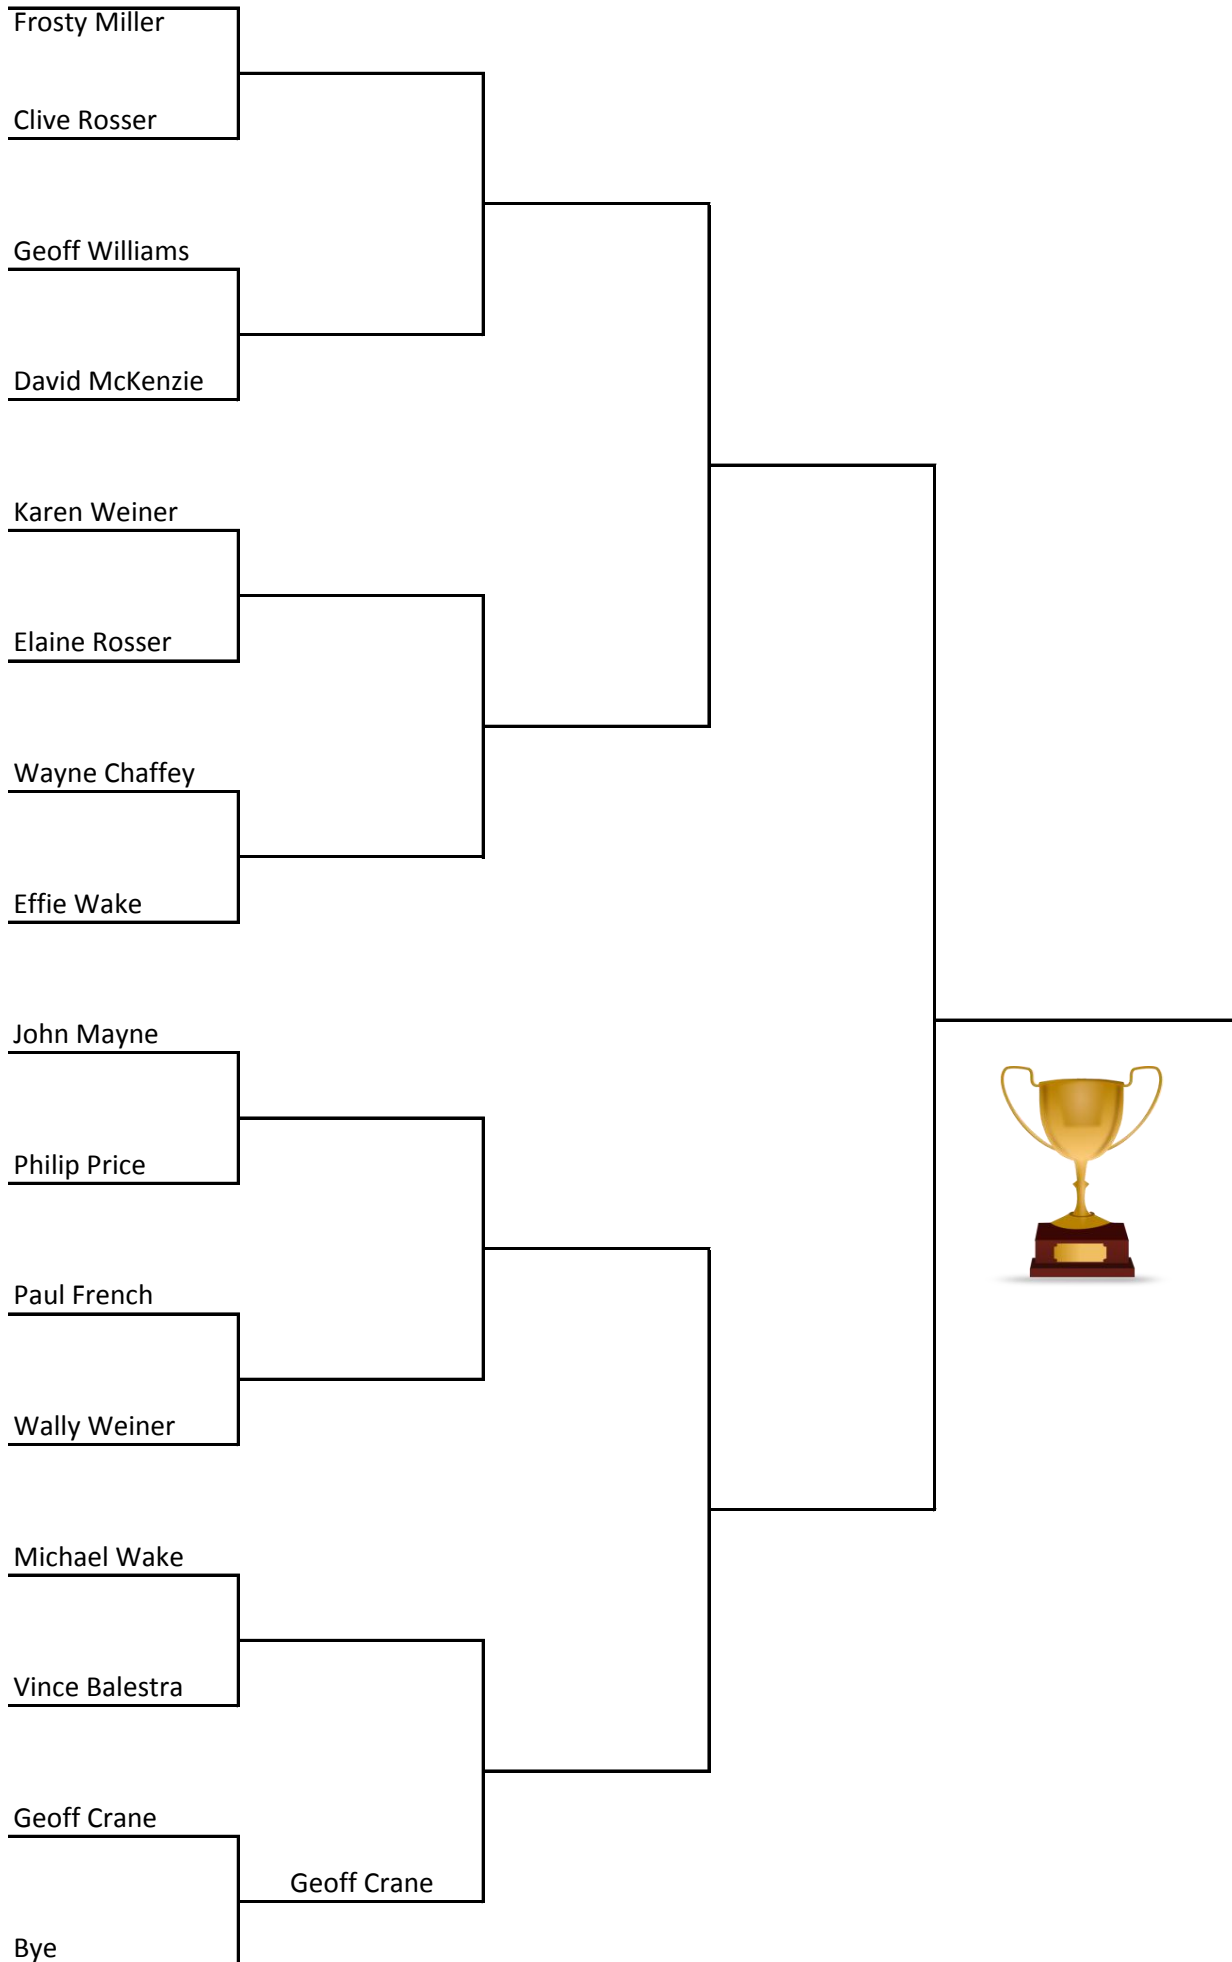 Frosty Miller
Clive Rosser
Geoff Williams
David McKenzie
Karen Weiner
Elaine Rosser
Wayne Chaffey
Effie Wake
John Mayne
Philip Price
Paul French
Wally Weiner
Michael Wake
Vince Balestra
Geoff Crane
Geoff Crane
Bye